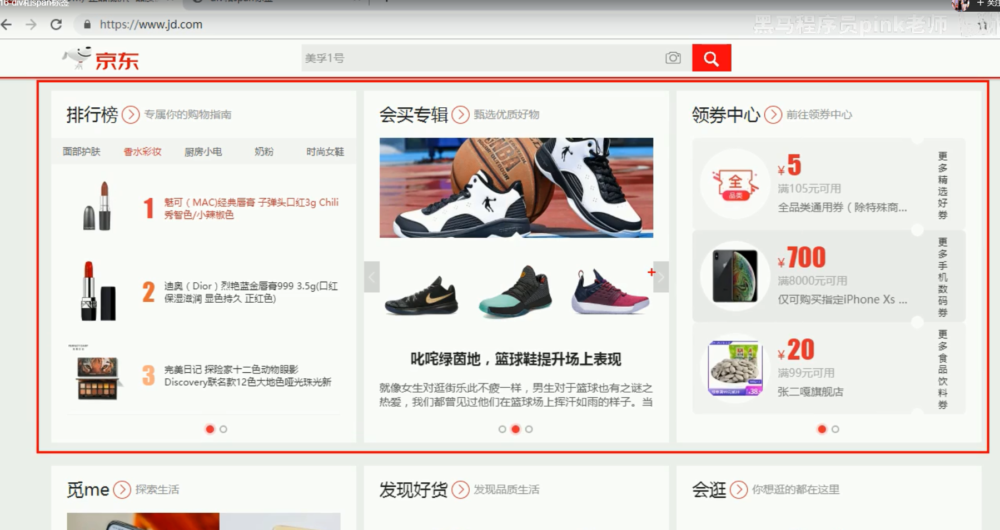 16-div和span标签
div和span标签
+ 关注
https://www.jd.com
黑马程序员pink老师
京东
美孚1号
排行榜 专属你的购物指南
面部护肤 香水彩妆 厨房小电 奶粉 时尚女鞋
1 魅可（MAC)经典唇膏 子弹头口红3g Chili
秀智色/小辣椒色
2 迪奥（Dior）烈艳蓝金唇膏999 3.5g(口红
保湿滋润 显色持久 正红色)
PERFECT DIARY
3 完美日记 探险家十二色动物眼影
Discovery联名款12色大地色哑光珠光新
会买专辑 甄选优质好物
叱咤绿茵地，篮球鞋提升场上表现
就像女生对逛街乐此不疲一样，男生对于篮球也有之谜之
热爱，我们都曾见过他们在篮球场上挥汗如雨的样子。当
领券中心 前往领券中心
全
品类
¥5
满105元可用
全品类通用券（除特殊商...
更多精选好券
¥700
满8000元可用
仅可购买指定iPhone Xs ...
更多手机数码券
¥20
满99元可用
张二嘎旗舰店
更多食品饮料券
觅me 探索生活
发现好货 发现品质生活
会逛 你想逛的都在这里